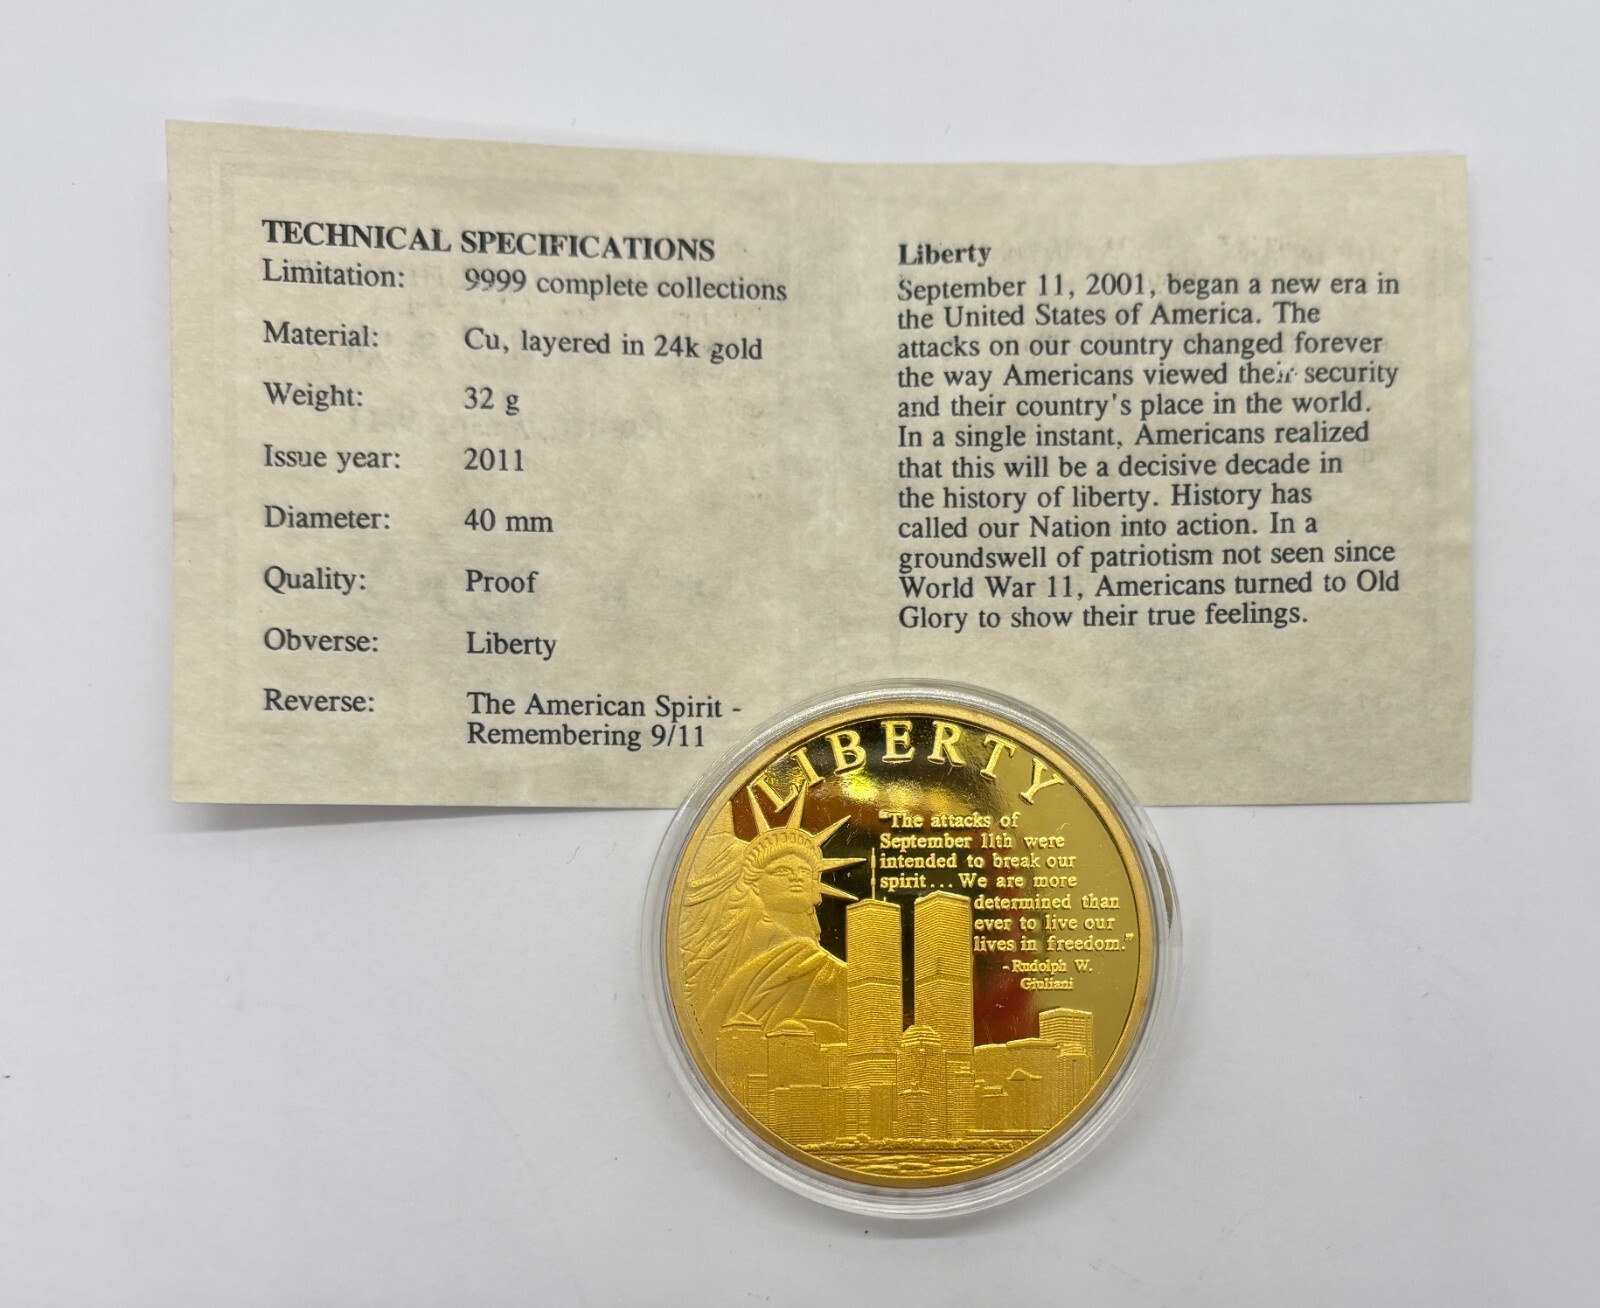 TECHNICAL SPECIFICATIONS
Limitation: 9999 complete collections
Material: Cu, layered in 24k gold
Weight: 32 g
Issue year: 2011
Diameter: 40 mm
Quality: Proof
Obverse: Liberty
Reverse: The American Spirit -
Remembering 9/11
Liberty
September 11, 2001, began a new era in
the United States of America. The
attacks on our country changed forever
the way Americans viewed their security
and their country's place in the world.
In a single instant, Americans realized
that this will be a decisive decade in
the history of liberty. History has
called our Nation into action. In a
groundswell of patriotism not seen since
World War 11, Americans turned to Old
Glory to show their true feelings.
LIBERTY
"The attacks of
September 11th were
intended to break our
spirit... We are more
determined than
ever to live our
lives in freedom."
- Rudolph W.
Giuliani